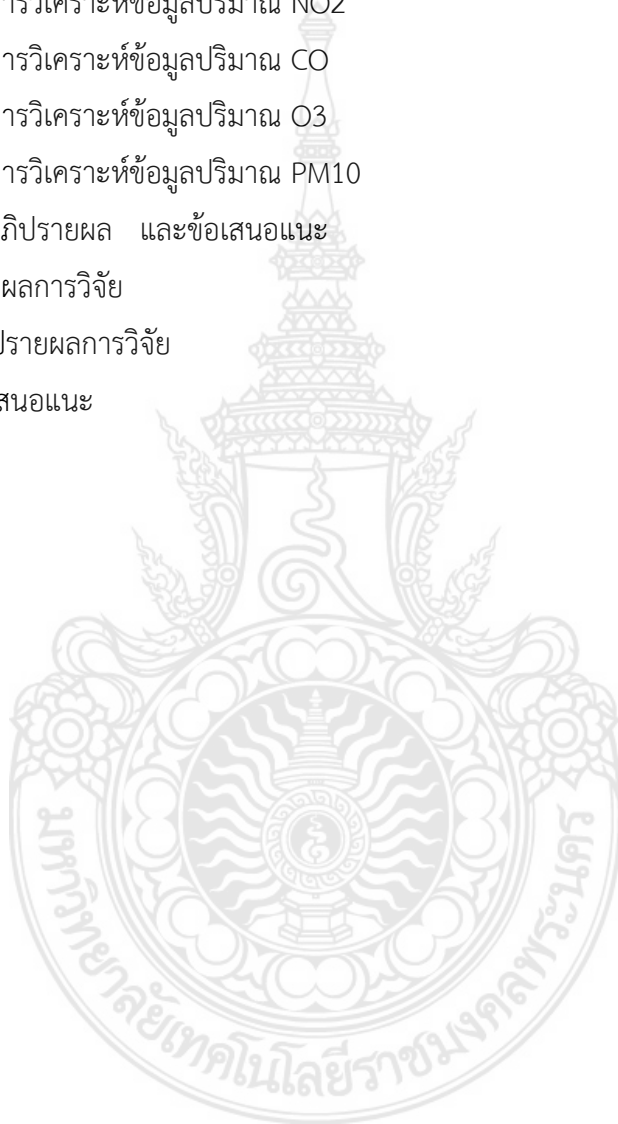 ารวิเคราะห์ข้อมูลปริมาณ NO2
ารวิเคราะห์ข้อมูลปริมาณ CO
ารวิเคราะห์ข้อมูลปริมาณ O3
ารวิเคราะห์ข้อมูลปริมาณ PM10
ภิปรายผล และข้อเสนอแนะ
ผลการวิจัย
ปรายผลการวิจัย
สนอแนะ
มหาวิทยาลัยเทคโนโลยีราชมงคลพระนคร